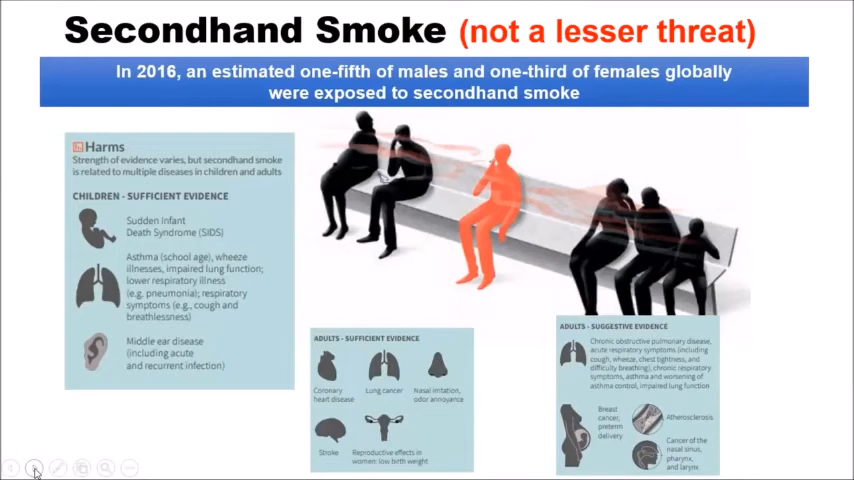 Secondhand Smoke (not a lesser threat)
In 2016, an estimated one-fifth of males and one-third of females globally
were exposed to secondhand smoke
Harms
Strength of evidence varies, but secondhand smoke
is related to multiple diseases in children and adults
CHILDREN - SUFFICIENT EVIDENCE
Sudden Infant
Death Syndrome (SIDS)
Asthma (school age), wheeze
illnesses, impaired lung function;
lower respiratory illness
(e.g. pneumonia); respiratory
symptoms (e.g., cough and
breathlessness)
Middle ear disease
(including acute
and recurrent infection)
ADULTS - SUFFICIENT EVIDENCE
Coronary
heart disease
Lung cancer
Nasal irritation,
odor annoyance
Stroke
Reproductive effects in
women: low birth weight
ADULTS - SUGGESTIVE EVIDENCE
Chronic obstructive pulmonary disease,
acute respiratory symptoms (including
cough, wheeze, chest tightness, and
difficulty breathing), chronic respiratory
symptoms, asthma and worsening of
asthma control, impaired lung function
Breast
cancer,
preterm
delivery
Atherosclerosis
Cancer of the
nasal sinus,
pharynx,
and larynx